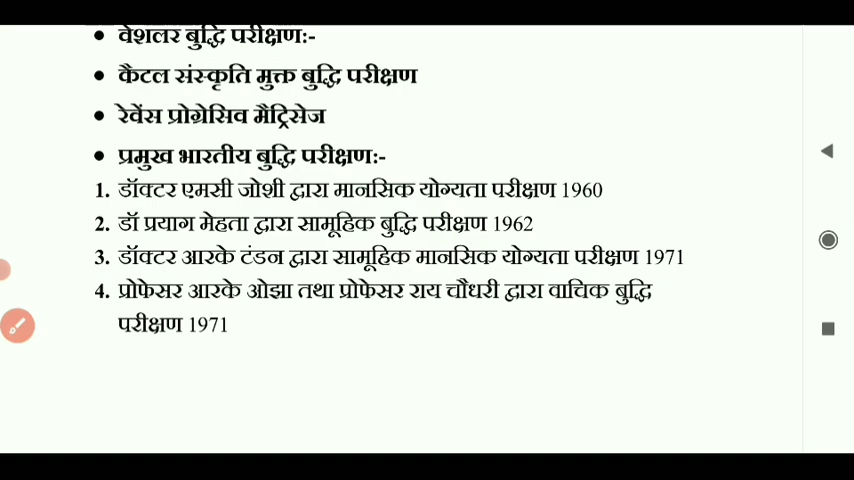 • वेशलर बुद्धि परीक्षणः-
• कैटल संस्कृति मुक्त बुद्धि परीक्षण
• रेवेंस प्रोग्रेसिव मैट्रिसेज
• प्रमुख भारतीय बुद्धि परीक्षणः-
1. डॉक्टर एमसी जोशी द्वारा मानसिक योग्यता परीक्षण 1960
2. डॉ प्रयाग मेहता द्वारा सामूहिक बुद्धि परीक्षण 1962
3. डॉक्टर आरके टंडन द्वारा सामूहिक मानसिक योग्यता परीक्षण 1971
4. प्रोफेसर आरके ओझा तथा प्रोफेसर राय चौधरी द्वारा वाचिक बुद्धि
परीक्षण 1971